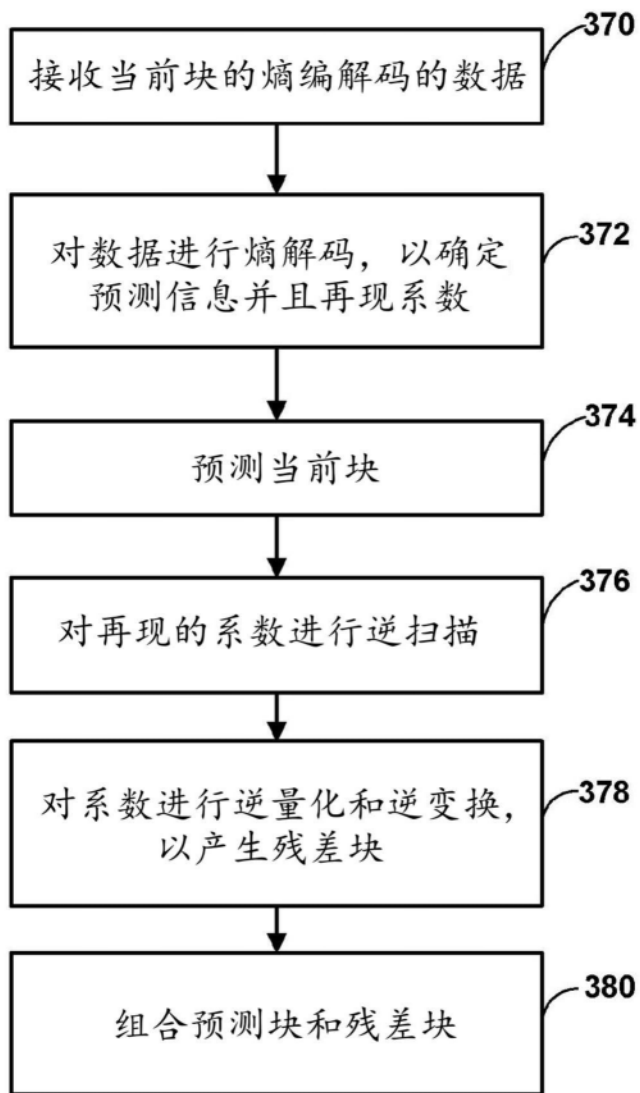 370
接收当前块的熵编解码的数据
372
对数据进行熵解码，以确定
预测信息并且再现系数
374
预测当前块
376
对再现的系数进行逆扫描
378
对系数进行逆量化和逆变换，
以产生残差块
380
组合预测块和残差块